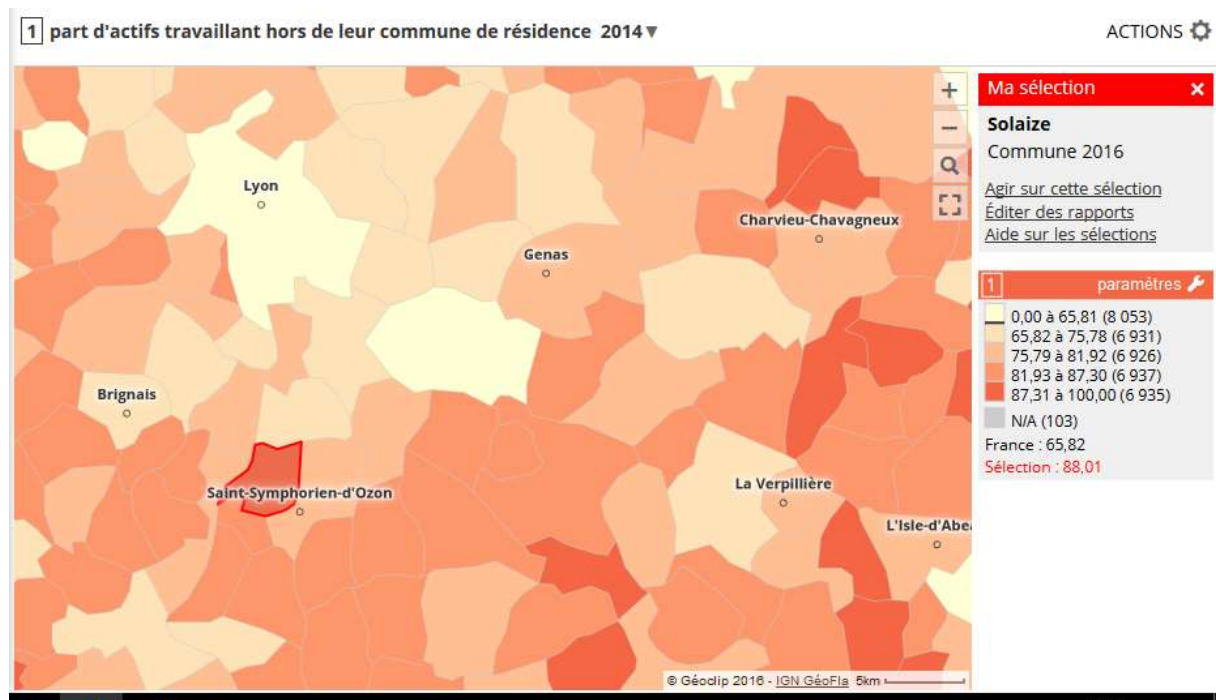 1 part d'actifs travaillant hors de leur commune de résidence 2014▼
ACTIONS
Ma sélection ×
Solaize
Commune 2016
Agir sur cette sélection
Éditer des rapports
Aide sur les sélections
1 paramètres
0,00 à 65,81 (8 053)
65,82 à 75,78 (6 931)
75,79 à 81,92 (6 926)
81,93 à 87,30 (6 937)
87,31 à 100,00 (6 935)
N/A (103)
France : 65,82
Sélection : 88,01
Lyon
Charvieu-Chavagneux
Genas
Brignais
Saint-Symphorien-d'Ozon
La Verpillière
L'Isle-d'Abe
© Géoclip 2016 - IGN GéoFla 5km